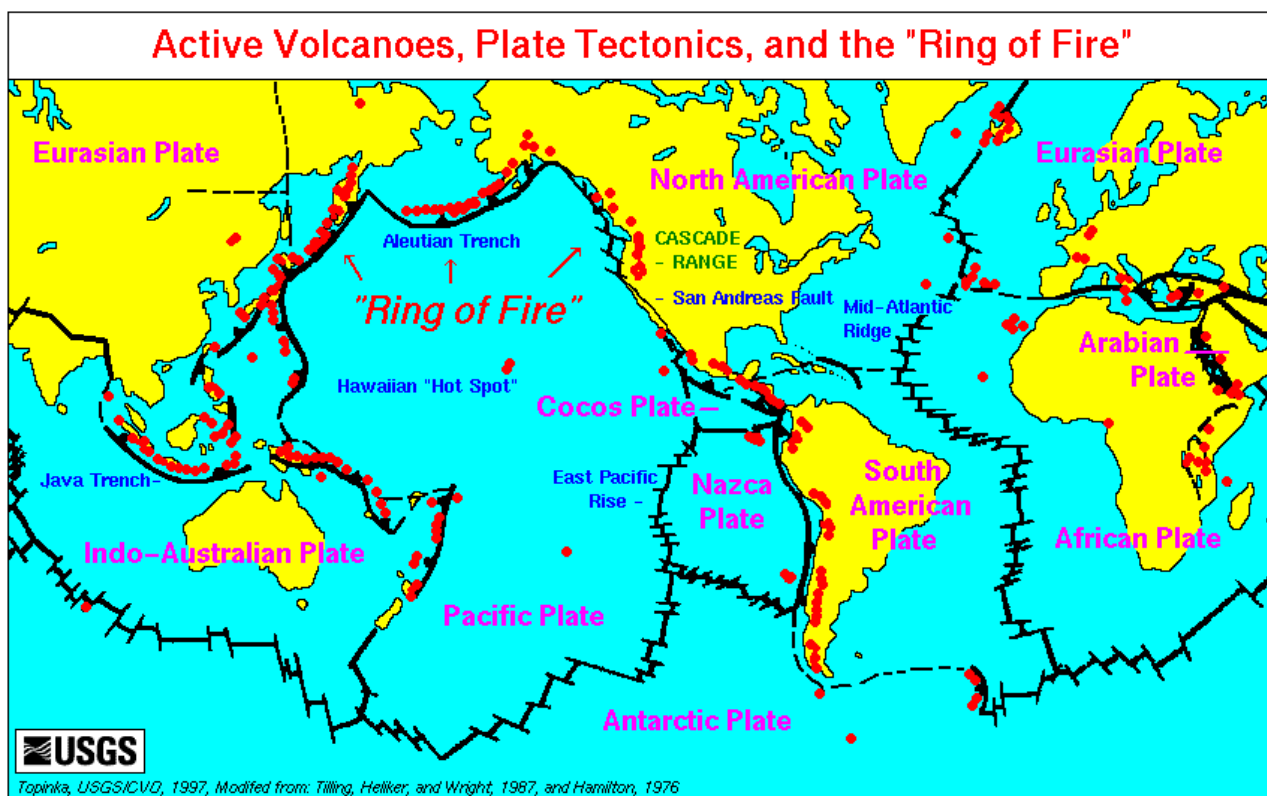 Active Volcanoes, Plate Tectonics, and the "Ring of Fire"
Eurasian Plate
North American Plate
Eurasian Plate
Aleutian Trench
CASCADE
- RANGE
"Ring of Fire"
- San Andreas Fault
Mid-Atlantic
Ridge
Arabian
Plate
Hawaiian "Hot Spot"
Cocos Plate
Java Trench-
East Pacific
Rise -
Nazca
Plate
South
American
Plate
Indo-Australian Plate
African Plate
Pacific Plate
Antarctic Plate
USGS
Topinka, USGS/CVO, 1997, Modifed from: Tilling, Heliker, and Wright, 1987, and Hamilton, 1976